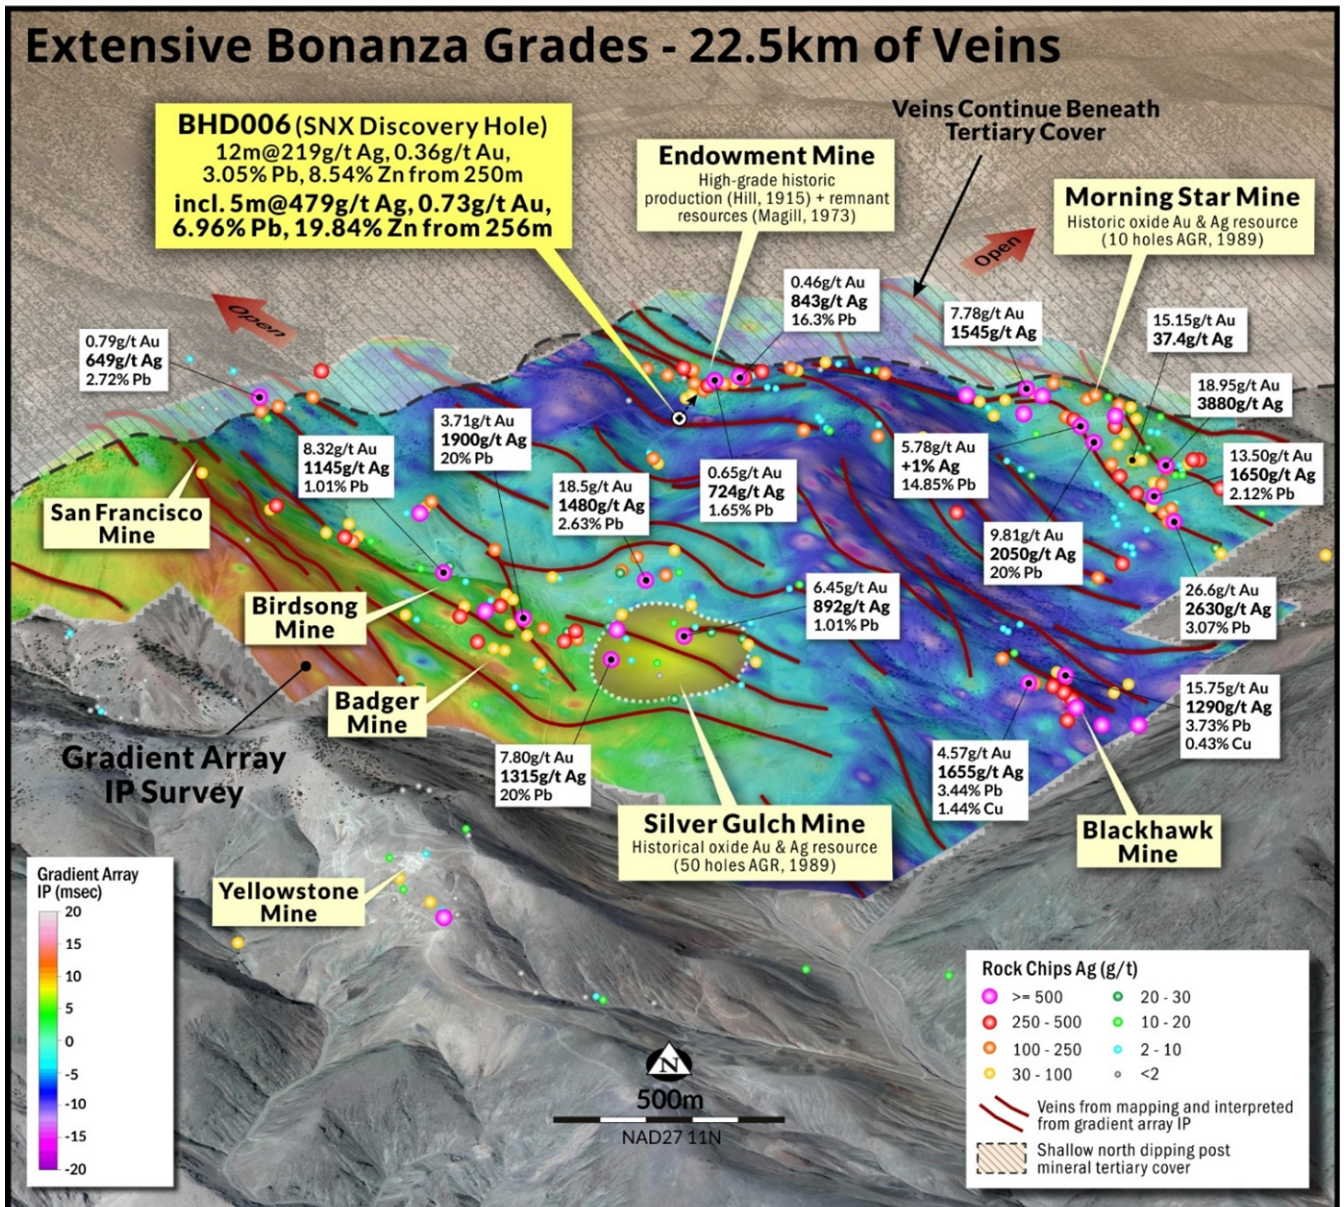 Extensive Bonanza Grades - 22.5km of Veins
BHD006 (SNX Discovery Hole)
12m@219g/t Ag, 0.36g/t Au,
3.05% Pb, 8.54% Zn from 250m
incl. 5m@479g/t Ag, 0.73g/t Au,
6.96% Pb, 19.84% Zn from 256m
Endowment Mine
High-grade historic
production (Hill, 1915) + remnant
resources (Magill, 1973)
Veins Continue Beneath
Tertiary Cover
Morning Star Mine
Historic oxide Au & Ag resource
(10 holes AGR, 1989)
Open
Open
0.79g/t Au
649g/t Ag
2.72% Pb
0.46g/t Au
843g/t Ag
16.3% Pb
7.78g/t Au
1545g/t Ag
15.15g/t Au
37.4g/t Ag
18.95g/t Au
3880g/t Ag
8.32g/t Au
1145g/t Ag
1.01% Pb
3.71g/t Au
1900g/t Ag
20% Pb
18.5g/t Au
1480g/t Ag
2.63% Pb
0.65g/t Au
724g/t Ag
1.65% Pb
5.78g/t Au
+1% Ag
14.85% Pb
13.50g/t Au
1650g/t Ag
2.12% Pb
San Francisco
Mine
9.81g/t Au
2050g/t Ag
20% Pb
Birdsong
Mine
6.45g/t Au
892g/t Ag
1.01% Pb
26.6g/t Au
2630g/t Ag
3.07% Pb
Badger
Mine
15.75g/t Au
1290g/t Ag
3.73% Pb
0.43% Cu
Gradient Array
IP Survey
7.80g/t Au
1315g/t Ag
20% Pb
4.57g/t Au
1655g/t Ag
3.44% Pb
1.44% Cu
Silver Gulch Mine
Historical oxide Au & Ag resource
(50 holes AGR, 1989)
Blackhawk
Mine
Yellowstone
Mine
Gradient Array
IP (msec)
20
15
10
5
0
-5
-10
-15
-20
N
500m
NAD27 11N
Rock Chips Ag (g/t)
>= 500
250 - 500
100 - 250
30 - 100
20 - 30
10 - 20
2 - 10
<2
Veins from mapping and interpreted
from gradient array IP
Shallow north dipping post
mineral tertiary cover